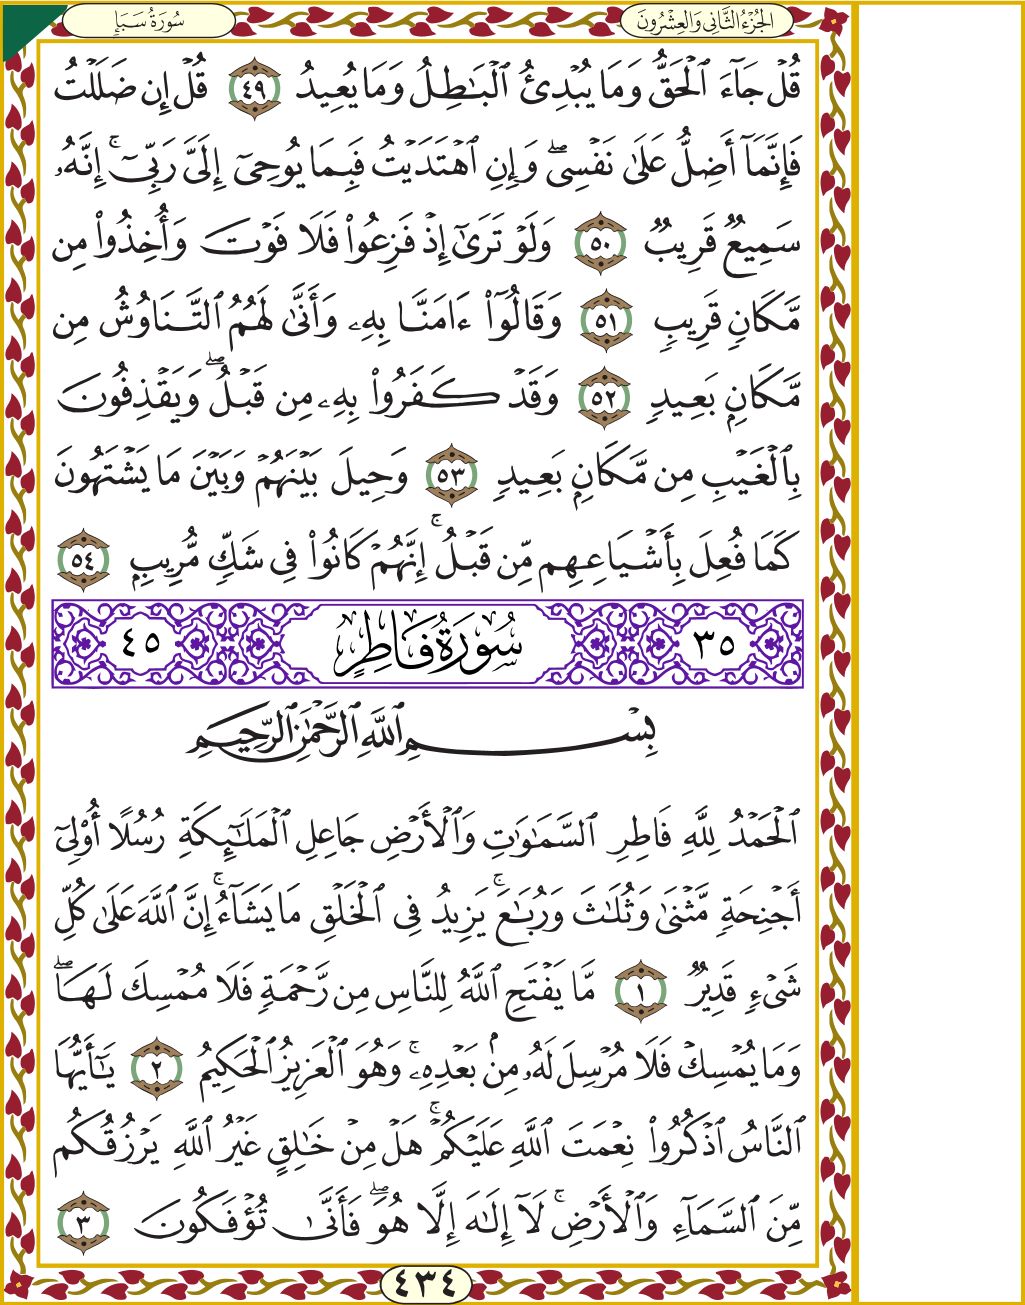 الجُزْءُ الثَّانِي وَالعِشْرُونَ
سُورَةُ سَبَإٍ
قُلْ جَآءَ ٱلْحَقُّ وَمَا يُبْدِئُ ٱلْبَـٰطِلُ وَمَا يُعِيدُ ٤٩ قُلْ إِن ضَلَلْتُ
فَإِنَّمَآ أَضِلُّ عَلَىٰ نَفْسِىۖ وَإِنِ ٱهْتَدَيْتُ فَبِمَا يُوحِىٓ إِلَىَّ رَبِّىٓۚ إِنَّهُۥ
سَمِيعٌ قَرِيبٌ ٥٠ وَلَوْ تَرَىٰٓ إِذْ فَزِعُوا۟ فَلَا فَوْتَ وَأُخِذُوا۟ مِن
مَّكَانٍ قَرِيبٍ ٥١ وَقَالُوٓا۟ ءَامَنَّا بِهِۦ وَأَنَّىٰ لَهُمُ ٱلتَّنَاوُشُ مِن
مَّكَانٍۭ بَعِيدٍ ٥٢ وَقَدْ كَفَرُوا۟ بِهِۦ مِن قَبْلُۖ وَيَقْذِفُونَ
بِٱلْغَيْبِ مِن مَّكَانٍۭ بَعِيدٍ ٥٣ وَحِيلَ بَيْنَهُمْ وَبَيْنَ مَا يَشْتَهُونَ
كَمَا فُعِلَ بِأَشْيَاعِهِم مِّن قَبْلُۚ إِنَّهُمْ كَانُوا۟ فِى شَكٍّ مُّرِيبٍۭ ٥٤
٣٥ سُورَةُ فَاطِرٍ ٤٥
بِسْمِ ٱللَّهِ ٱلرَّحْمَـٰنِ ٱلرَّحِيمِ
ٱلْحَمْدُ لِلَّهِ فَاطِرِ ٱلسَّمَـٰوَٰتِ وَٱلْأَرْضِ جَاعِلِ ٱلْمَلَـٰٓئِكَةِ رُسُلًا أُو۟لِىٓ
أَجْنِحَةٍ مَّثْنَىٰ وَثُلَـٰثَ وَرُبَـٰعَۚ يَزِيدُ فِى ٱلْخَلْقِ مَا يَشَآءُۚ إِنَّ ٱللَّهَ عَلَىٰ كُلِّ
شَىْءٍ قَدِيرٌ ١ مَّا يَفْتَحِ ٱللَّهُ لِلنَّاسِ مِن رَّحْمَةٍ فَلَا مُمْسِكَ لَهَاۖ
وَمَا يُمْسِكْ فَلَا مُرْسِلَ لَهُۥ مِنۢ بَعْدِهِۦۚ وَهُوَ ٱلْعَزِيزُ ٱلْحَكِيمُ ٢ يَـٰٓأَيُّهَا
ٱلنَّاسُ ٱذْكُرُوا۟ نِعْمَتَ ٱللَّهِ عَلَيْكُمْۚ هَلْ مِنْ خَـٰلِقٍ غَيْرُ ٱللَّهِ يَرْزُقُكُم
مِّنَ ٱلسَّمَآءِ وَٱلْأَرْضِۚ لَآ إِلَـٰهَ إِلَّا هُوَۖ فَأَنَّىٰ تُؤْفَكُونَ ٣
٤٣٤